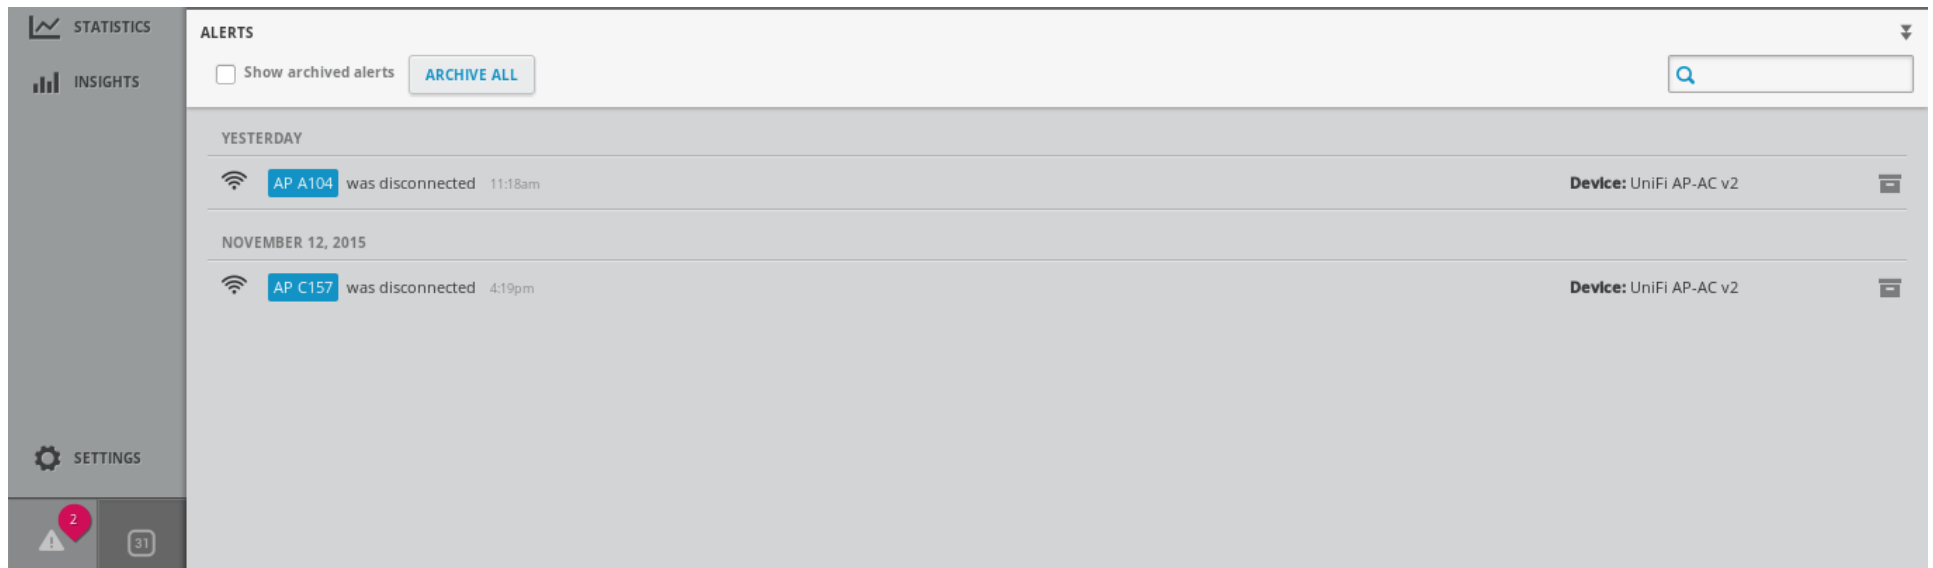 STATISTICS
INSIGHTS
SETTINGS
2
31
ALERTS
Show archived alerts ARCHIVE ALL
YESTERDAY
AP A104 was disconnected 11:18am Device: UniFi AP-AC v2
NOVEMBER 12, 2015
AP C157 was disconnected 4:19pm Device: UniFi AP-AC v2